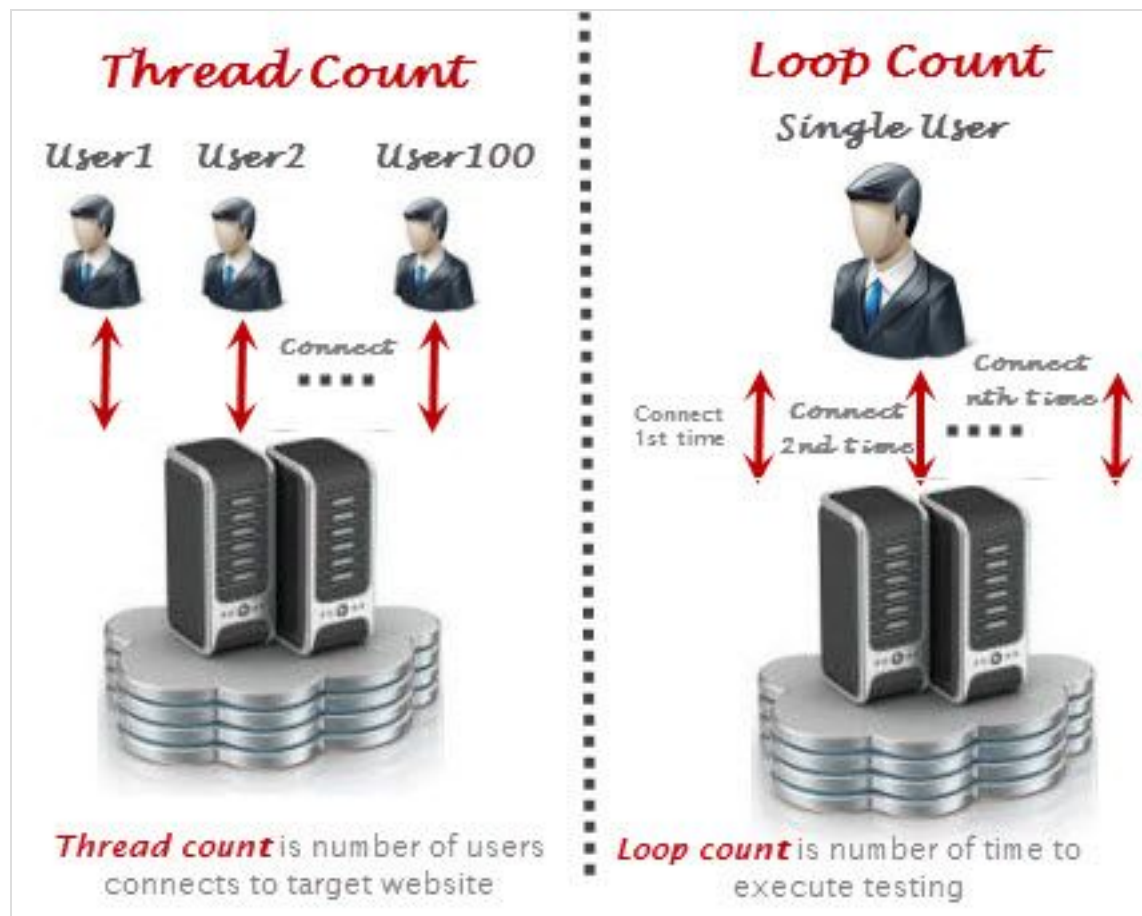 Thread Count
User1 User2 User100
Connect
Thread count is number of users
connects to target website
Loop Count
Single User
Connect
1st time
Connect
2nd time
Connect
nth time
Loop count is number of time to
execute testing